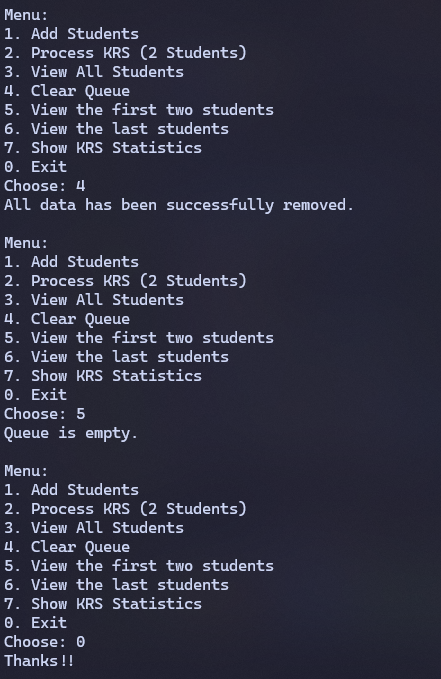 Menu:
1. Add Students
2. Process KRS (2 Students)
3. View All Students
4. Clear Queue
5. View the first two students
6. View the last students
7. Show KRS Statistics
0. Exit
Choose: 4
All data has been successfully removed.
Menu:
1. Add Students
2. Process KRS (2 Students)
3. View All Students
4. Clear Queue
5. View the first two students
6. View the last students
7. Show KRS Statistics
0. Exit
Choose: 5
Queue is empty.
Menu:
1. Add Students
2. Process KRS (2 Students)
3. View All Students
4. Clear Queue
5. View the first two students
6. View the last students
7. Show KRS Statistics
0. Exit
Choose: 0
Thanks!!